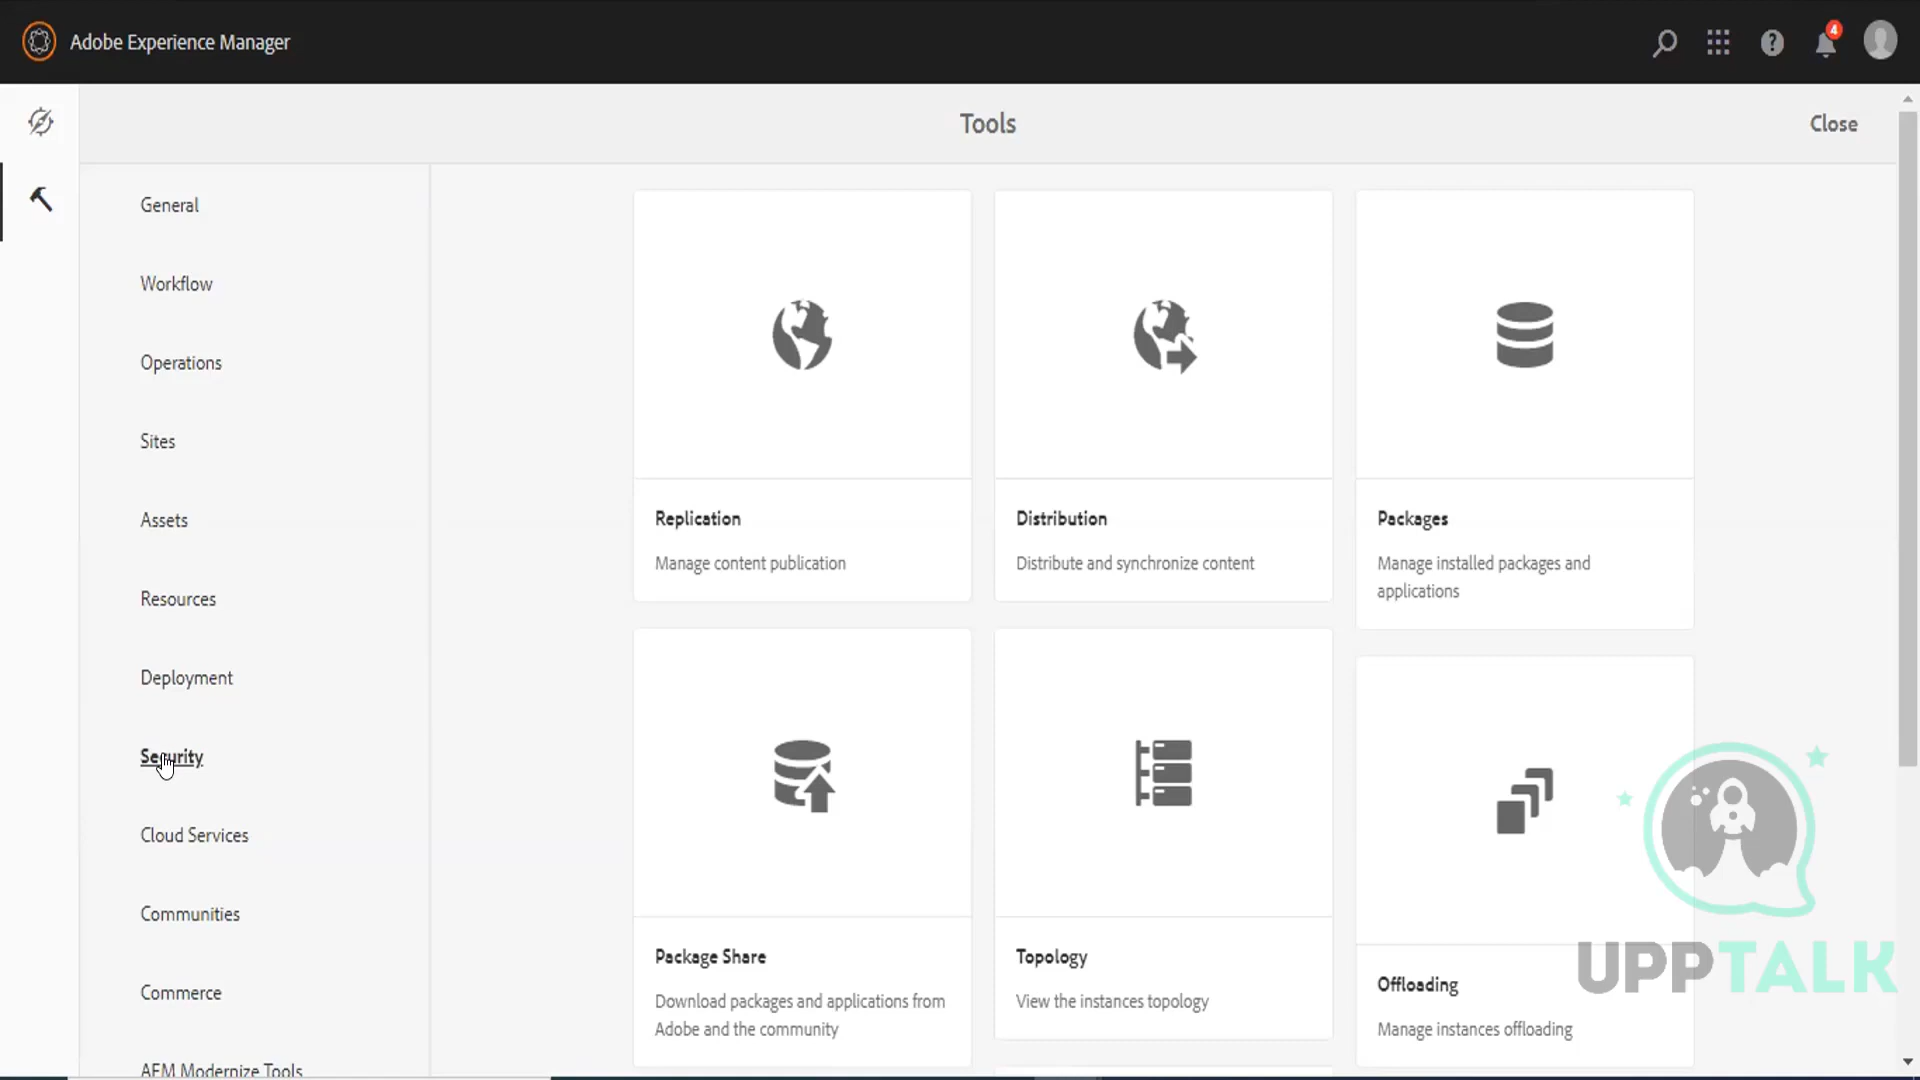 Adobe Experience Manager
4
Tools
Close
General
Workflow
Operations
Sites
Assets
Resources
Deployment
Security
Cloud Services
Communities
Commerce
AEM Modernize Tools
Replication
Manage content publication
Distribution
Distribute and synchronize content
Packages
Manage installed packages and
applications
Package Share
Download packages and applications from
Adobe and the community
Topology
View the instances topology
Offloading
Manage instances offloading
UPPTALK